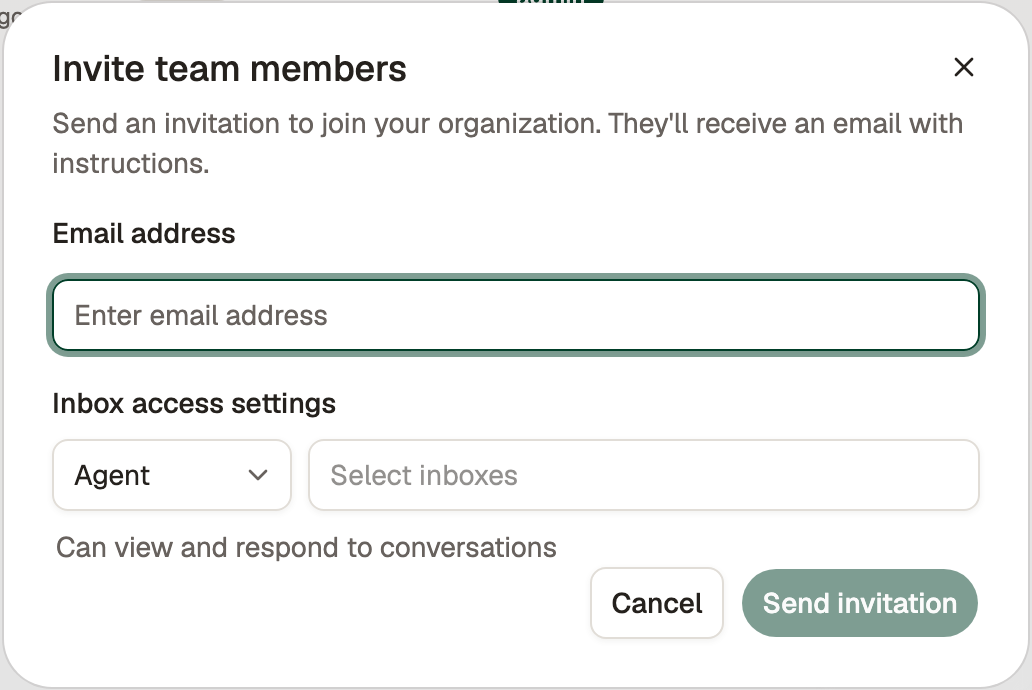 Invite team members
Send an invitation to join your organization. They'll receive an email with
instructions.
Email address
Enter email address
Inbox access settings
Agent
Select inboxes
Can view and respond to conversations
Cancel
Send invitation